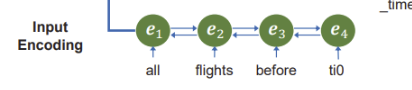 _time
Input
Encoding
e1 e2 e3 e4
all flights before ti0